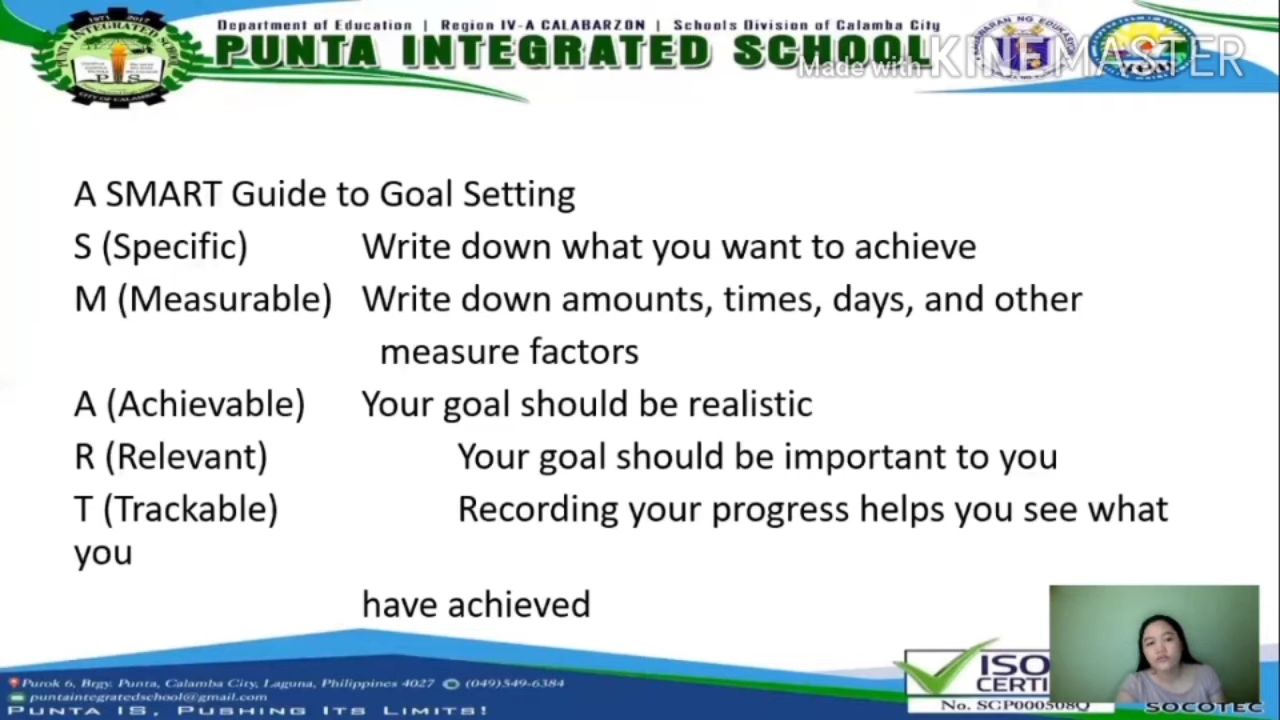 Department of Education | Region IV-A CALABARZON | Schools Division of Calamba City
PUNTA INTEGRATED SCHOOL
Made with KINEMASTER
A SMART Guide to Goal Setting
S (Specific) Write down what you want to achieve
M (Measurable) Write down amounts, times, days, and other
measure factors
A (Achievable) Your goal should be realistic
R (Relevant) Your goal should be important to you
T (Trackable) Recording your progress helps you see what
you
have achieved
Purok 6, Brgy. Punta, Calamba City, Laguna, Philippines 4027 (049)549-6384
puntaintegratedschool@gmail.com
PUNTA IS, PUSHING ITS LIMITS!
ISO
CERTI
No. SCP000508Q
SOCOTEC